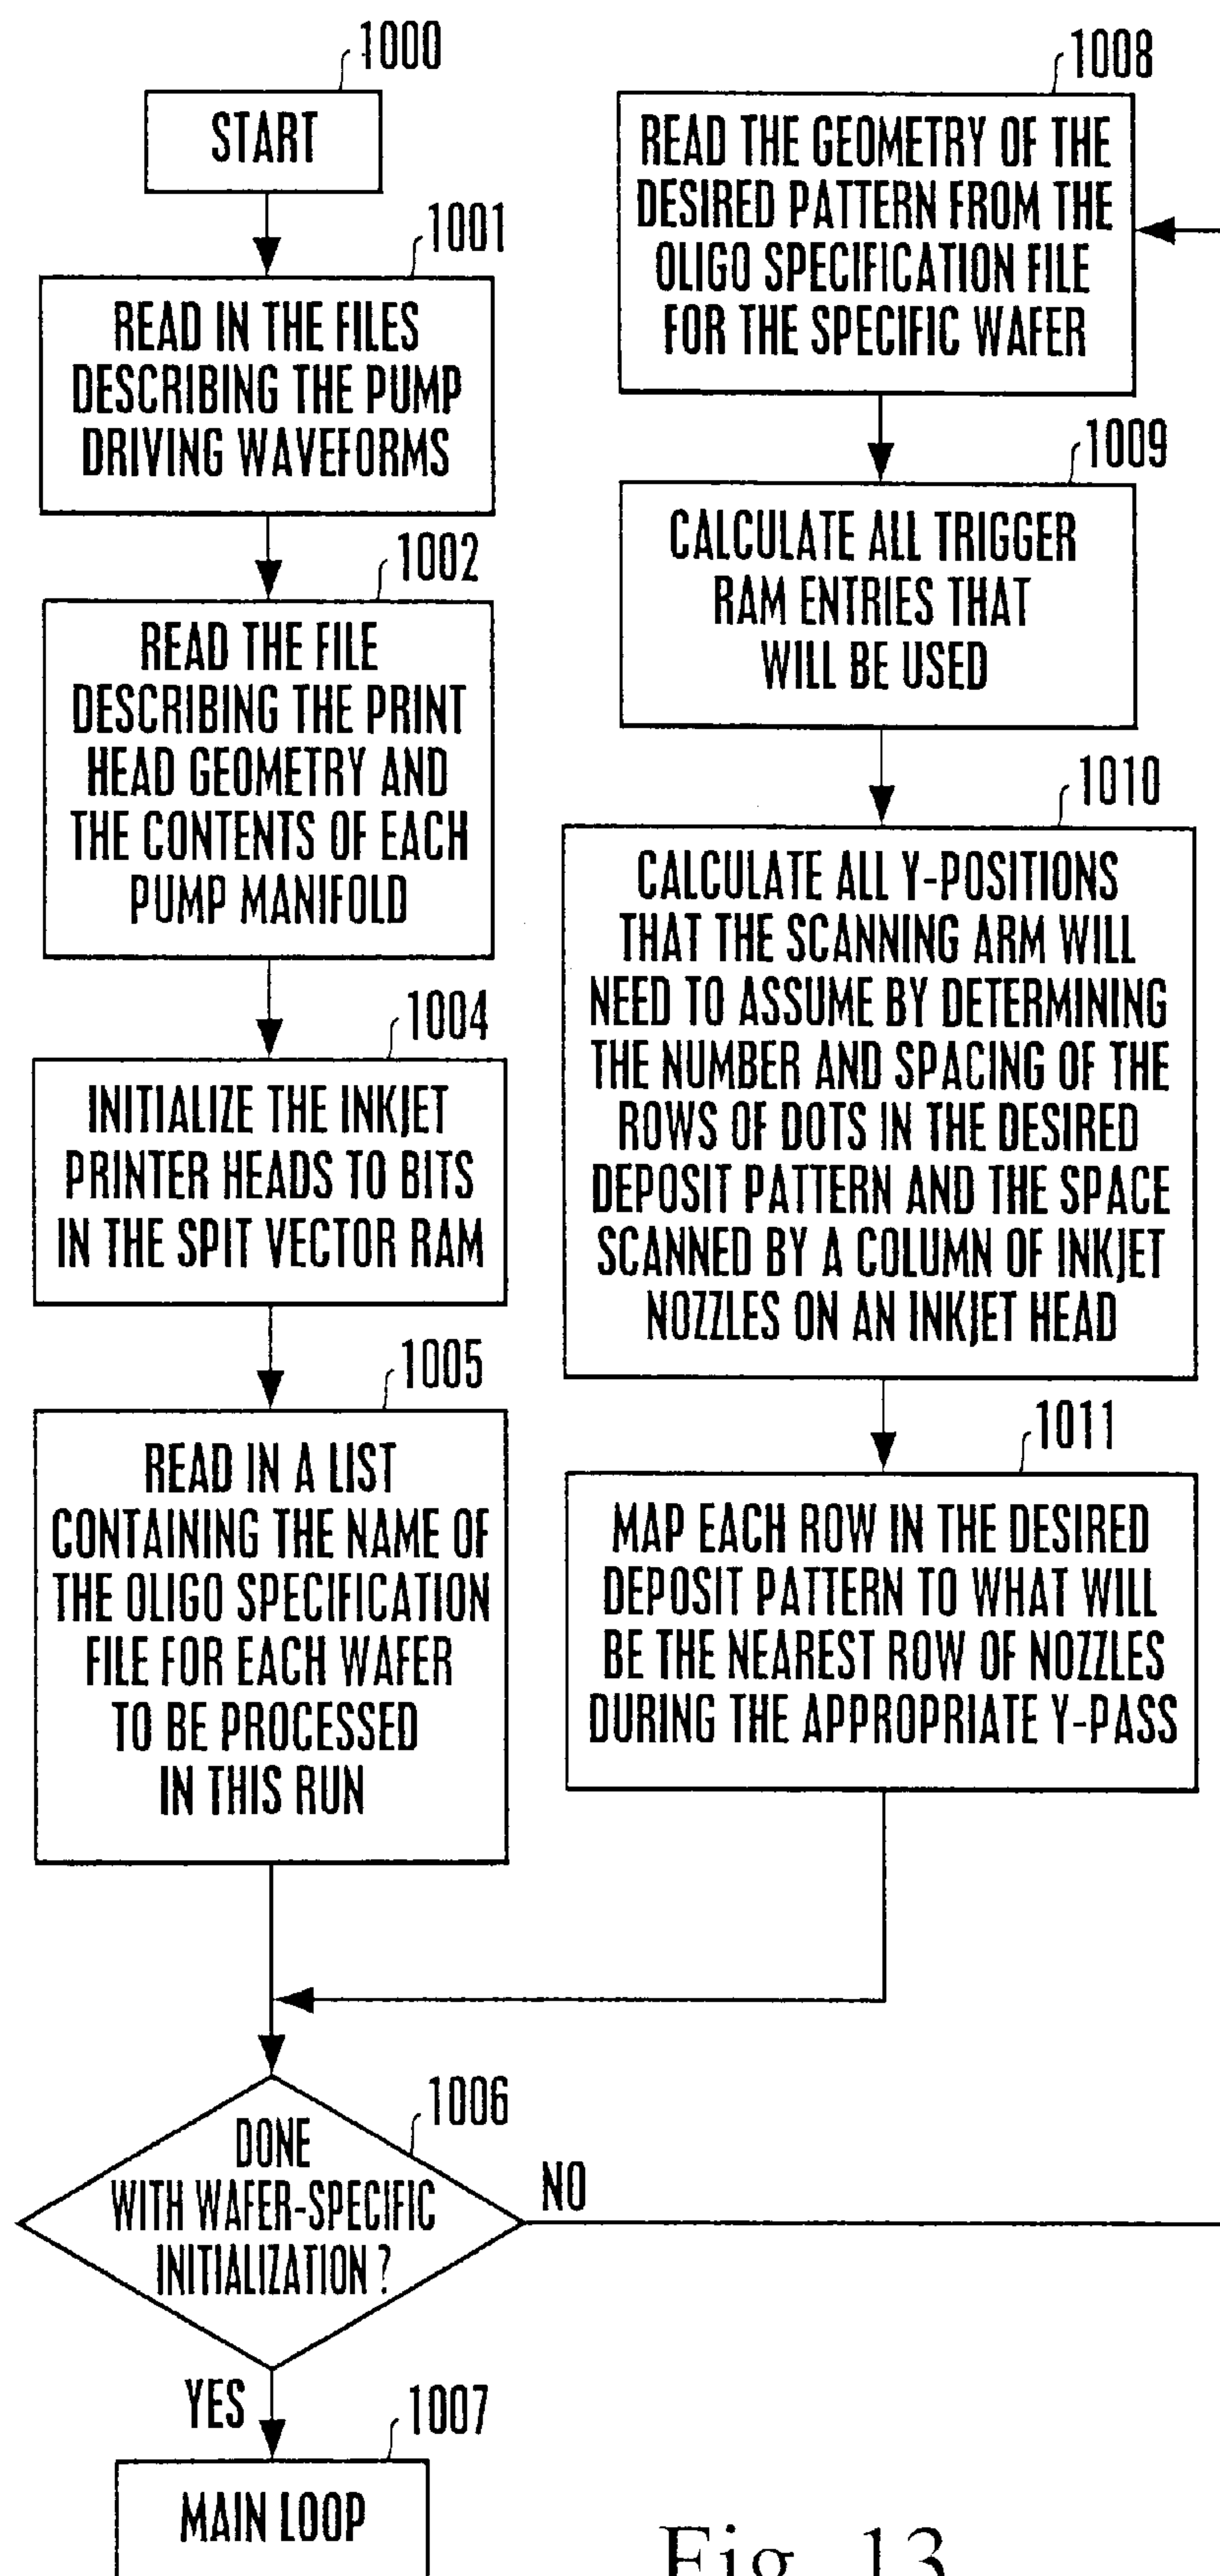 1000
START
1001
READ IN THE FILES
DESCRIBING THE PUMP
DRIVING WAVEFORMS
1002
READ THE FILE
DESCRIBING THE PRINT
HEAD GEOMETRY AND
THE CONTENTS OF EACH
PUMP MANIFOLD
1004
INITIALIZE THE INKJET
PRINTER HEADS TO BITS
IN THE SPIT VECTOR RAM
1005
READ IN A LIST
CONTAINING THE NAME OF
THE OLIGO SPECIFICATION
FILE FOR EACH WAFER
TO BE PROCESSED
IN THIS RUN
1006
DONE
WITH WAFER-SPECIFIC
INITIALIZATION ?
NO
YES
1007
MAIN LOOP
1008
READ THE GEOMETRY OF THE
DESIRED PATTERN FROM THE
OLIGO SPECIFICATION FILE
FOR THE SPECIFIC WAFER
1009
CALCULATE ALL TRIGGER
RAM ENTRIES THAT
WILL BE USED
1010
CALCULATE ALL Y-POSITIONS
THAT THE SCANNING ARM WILL
NEED TO ASSUME BY DETERMINING
THE NUMBER AND SPACING OF THE
ROWS OF DOTS IN THE DESIRED
DEPOSIT PATTERN AND THE SPACE
SCANNED BY A COLUMN OF INKJET
NOZZLES ON AN INKJET HEAD
1011
MAP EACH ROW IN THE DESIRED
DEPOSIT PATTERN TO WHAT WILL
BE THE NEAREST ROW OF NOZZLES
DURING THE APPROPRIATE Y-PASS
Fig. 13